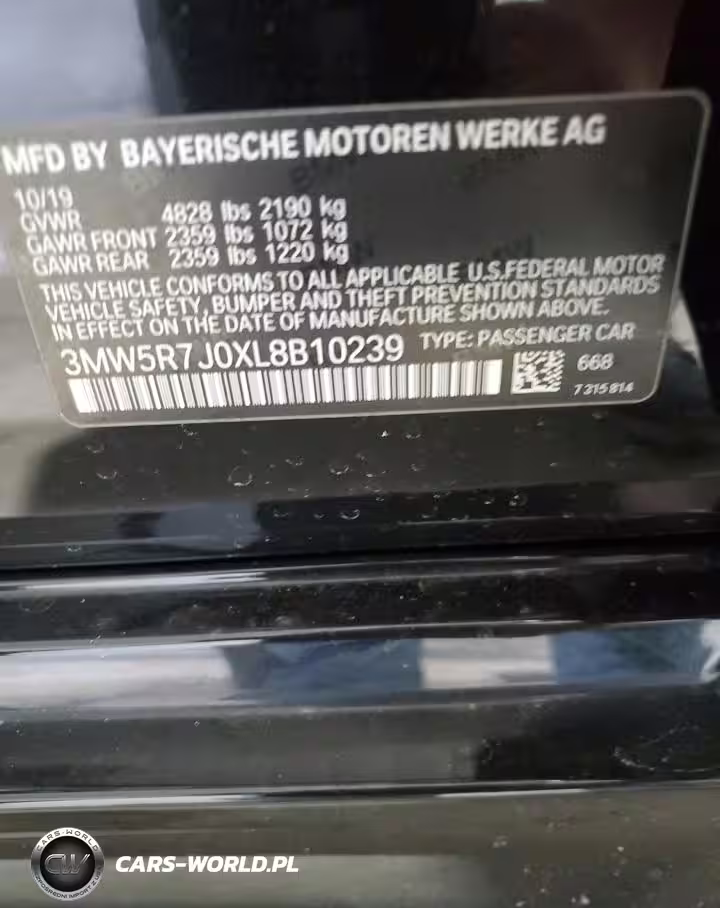 MFD BY BAYERISCHE MOTOREN WERKE AG
10/19
GVWR 4828 lbs 2190 kg
GAWR FRONT 2359 lbs 1072 kg
GAWR REAR 2359 lbs 1220 kg
THIS VEHICLE CONFORMS TO ALL APPLICABLE U.S.FEDERAL MOTOR
VEHICLE SAFETY, BUMPER AND THEFT PREVENTION STANDARDS
IN EFFECT ON THE DATE OF MANUFACTURE SHOWN ABOVE.
3MW5R7J0XL8B10239 TYPE: PASSENGER CAR
668
7 315 814
CARS-WORLD
CW
CARS-WORLD.PL